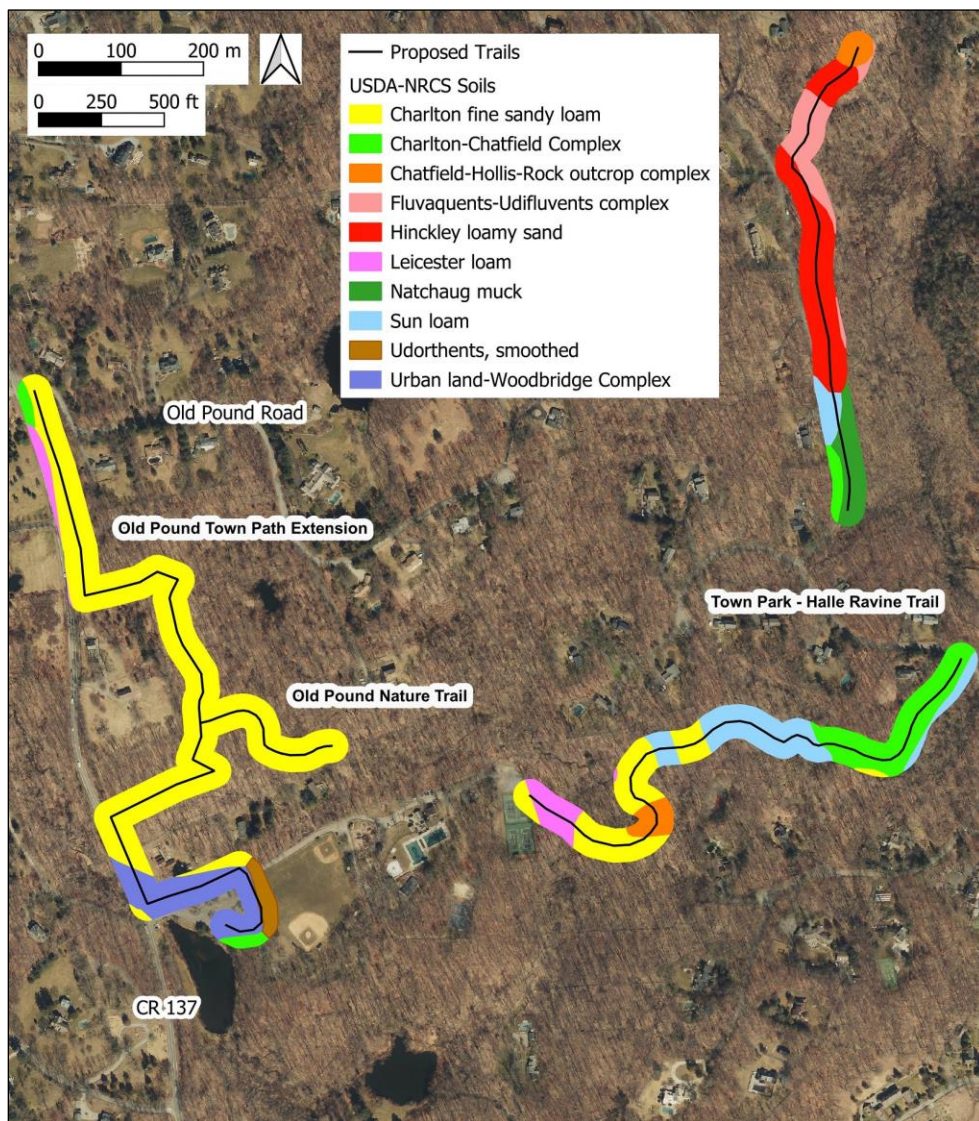 0 100 200 m
0 250 500 ft
Proposed Trails
USDA-NRCS Soils
Charlton fine sandy loam
Charlton-Chatfield Complex
Chatfield-Hollis-Rock outcrop complex
Fluvaquents-Udifluvents complex
Hinckley loamy sand
Leicester loam
Natchaug muck
Sun loam
Udorthents, smoothed
Urban land-Woodbridge Complex
Old Pound Road
Old Pound Town Path Extension
Town Park - Halle Ravine Trail
Old Pound Nature Trail
CR 137